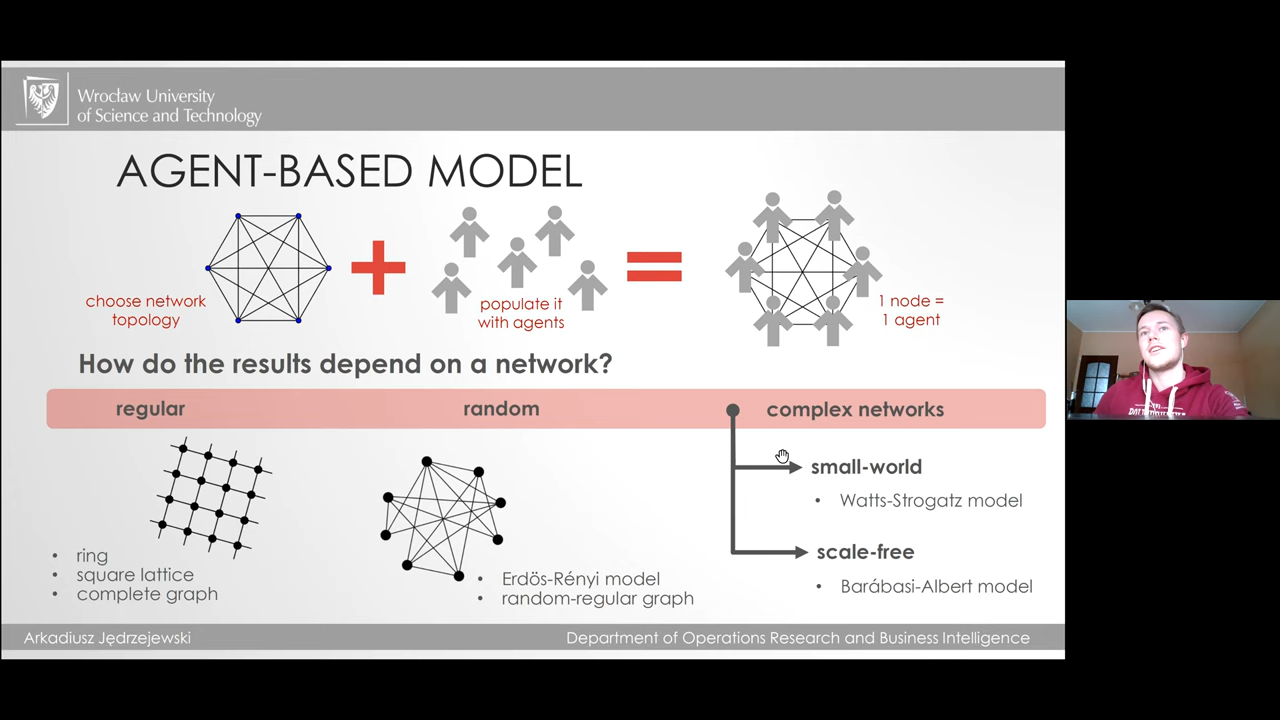 Wrocław University
of Science and Technology
AGENT-BASED MODEL
choose network
topology
populate it
with agents
1 node =
1 agent
How do the results depend on a network?
regular
random
complex networks
• ring
• square lattice
• complete graph
• Erdös-Rényi model
• random-regular graph
small-world
• Watts-Strogatz model
scale-free
• Barábasi-Albert model
Arkadiusz Jędrzejewski
Department of Operations Research and Business Intelligence